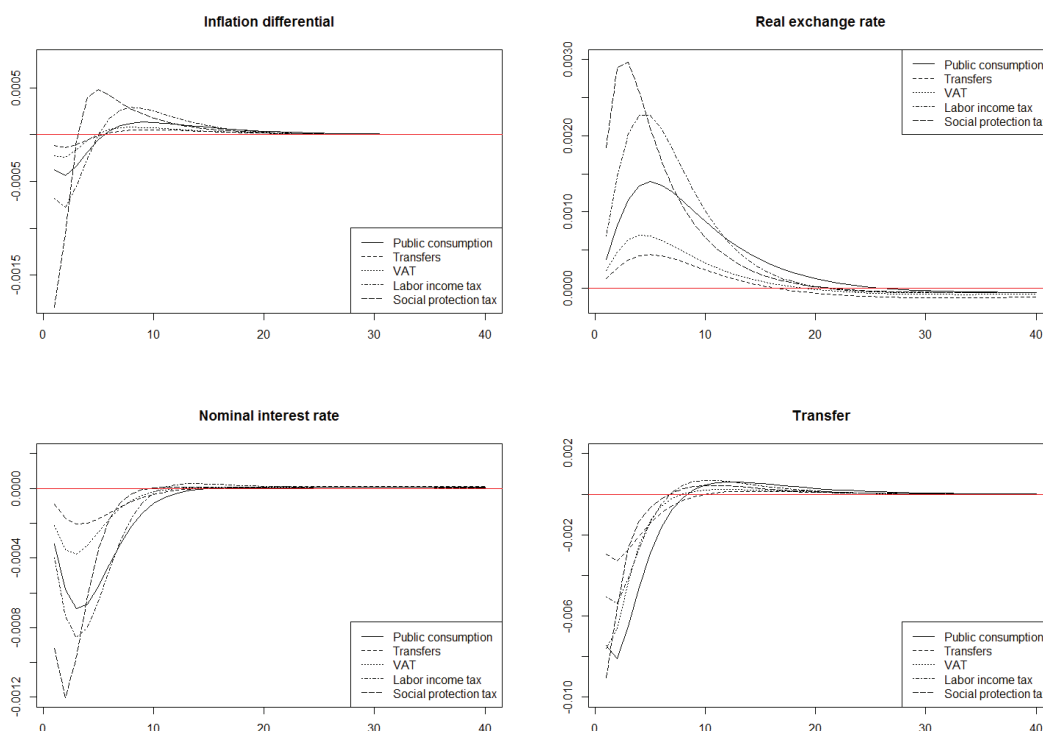 Inflation differential
0.0005
-0.0005
-0.0015
Public consumption
Transfers
VAT
Labor income tax
Social protection tax
0 10 20 30 40
Real exchange rate
0.0030
0.0020
0.0010
0.0000
Public consumption
Transfers
VAT
Labor income tax
Social protection tax
0 10 20 30 40
Nominal interest rate
0.0000
-0.0004
-0.0008
-0.0012
Public consumption
Transfers
VAT
Labor income tax
Social protection tax
0 10 20 30 40
Transfer
0.002
-0.002
-0.006
-0.010
Public consumption
Transfers
VAT
Labor income tax
Social protection tax
0 10 20 30 40